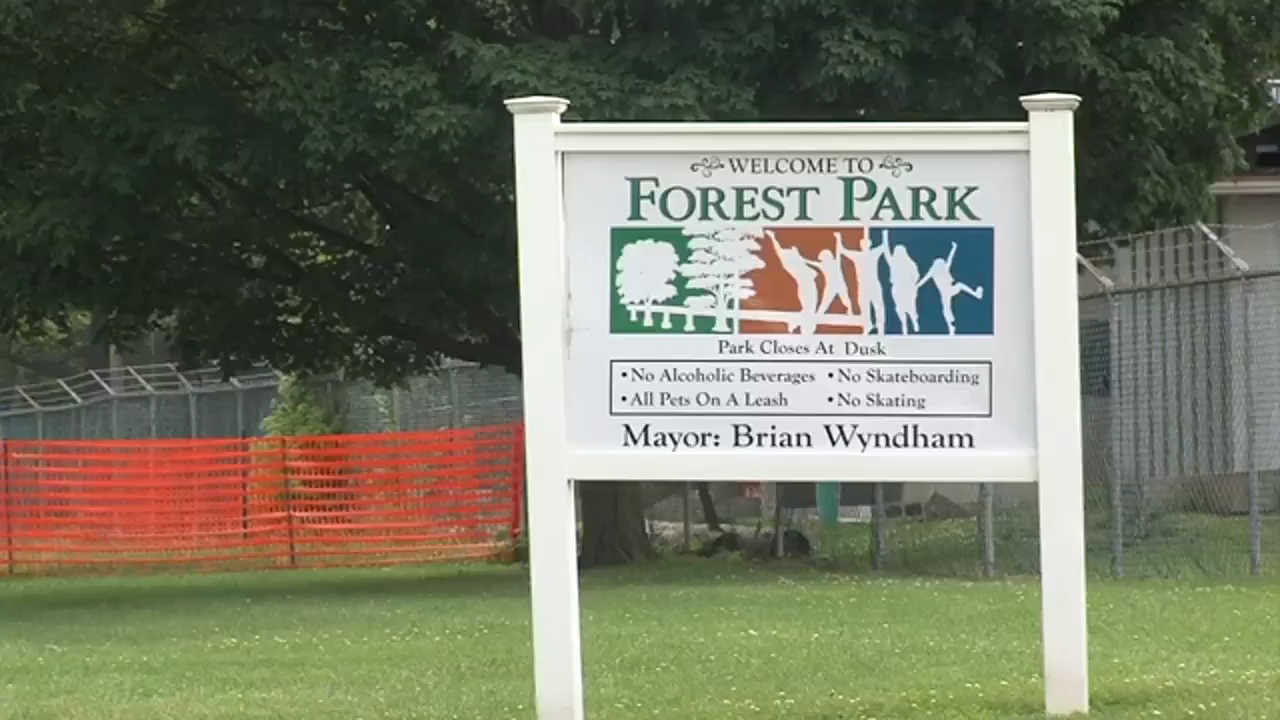 WELCOME TO
FOREST PARK
Park Closes At Dusk
• No Alcoholic Beverages • No Skateboarding
• All Pets On A Leash • No Skating
Mayor: Brian Wyndham